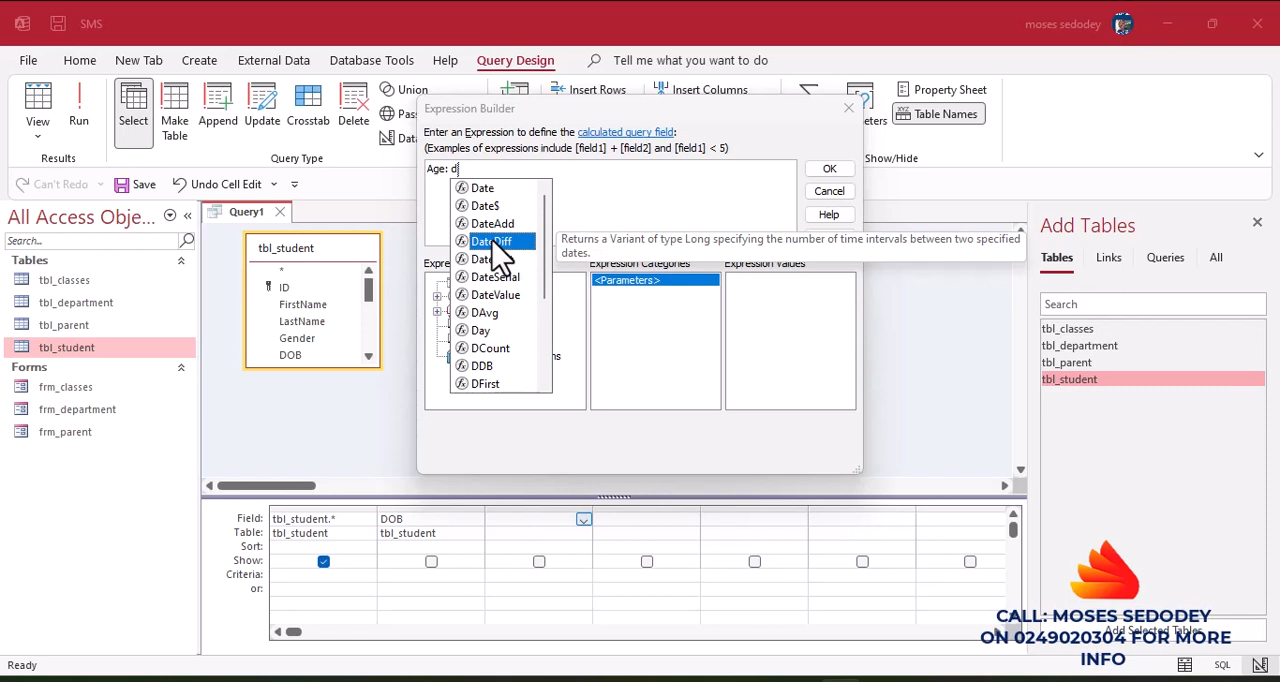 SMS
moses sedodey
File Home New Tab Create External Data Database Tools Help Query Design Tell me what you want to do
View
Run
Select
Make Table
Append
Update
Crosstab
Delete
Union
Insert Rows
Insert Columns
Property Sheet
Table Names
Results
Query Type
Show/Hide
Can't Redo Save Undo Cell Edit
All Access Obje...
Search...
Tables
tbl_classes
tbl_department
tbl_parent
tbl_student
Forms
frm_classes
frm_department
frm_parent
Query1
tbl_student
*
ID
FirstName
LastName
Gender
DOB
Expression Builder
Enter an Expression to define the calculated query field:
(Examples of expressions include [field1] + [field2] and [field1] < 5)
Age: d
OK
Cancel
Help
Date
Date$
DateAdd
DateDiff
DateSerial
DateValue
DAvg
Day
DCount
DDB
DFirst
Returns a Variant of type Long specifying the number of time intervals between two specified
dates.
Expression Categories
Expression Values
<Parameters>
Field: tbl_student.* DOB
Table: tbl_student tbl_student
Sort:
Show:
Criteria:
or:
Add Tables
Tables Links Queries All
Search
tbl_classes
tbl_department
tbl_parent
tbl_student
Add Selected Tables
CALL: MOSES SEDODEY
ON 0249020304 FOR MORE
INFO
Ready
SQL